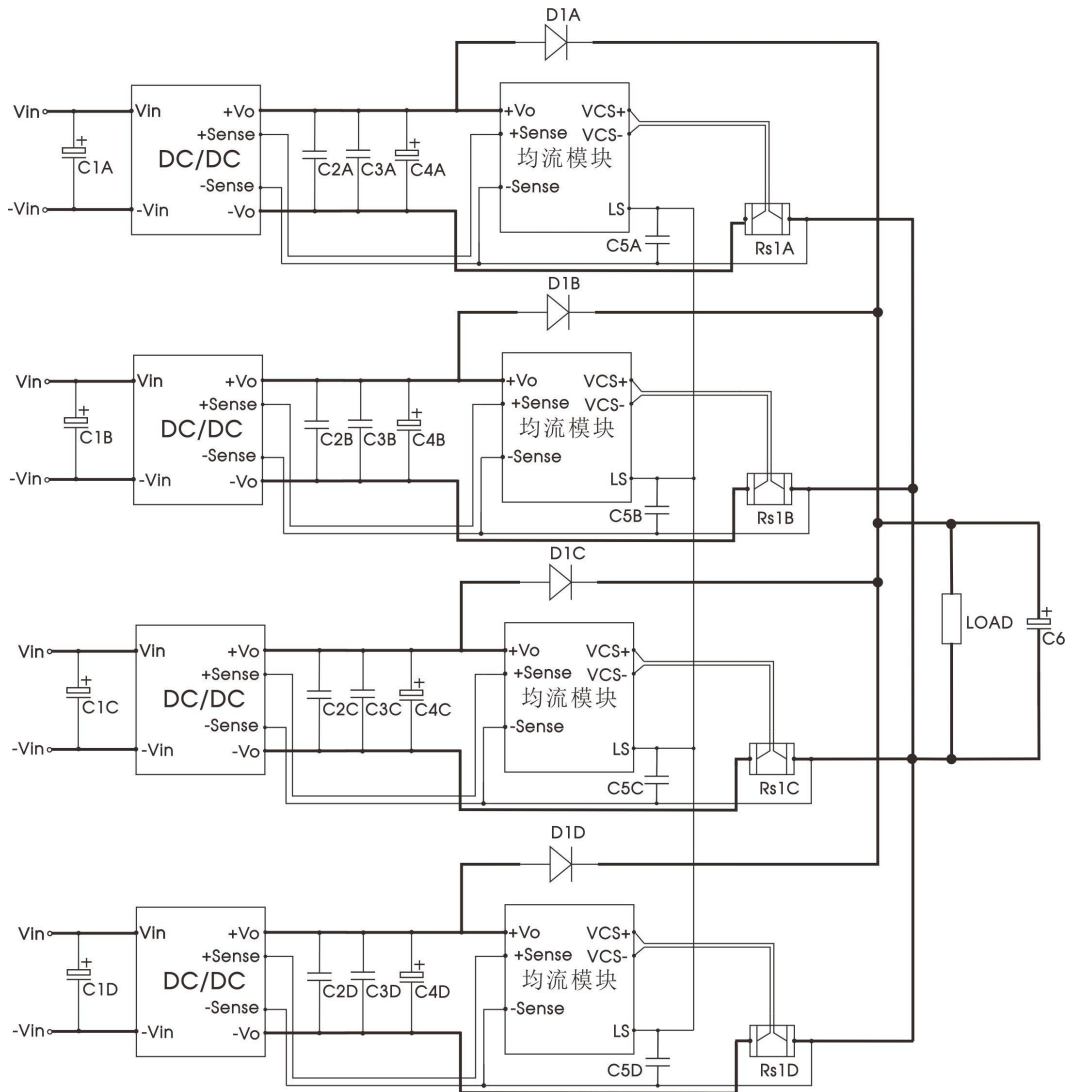 D1A
Vin
Vin
+Vo
+Vo
VCS+
+Sense
+Sense
VCS-
C1A
DC/DC
C2A
C3A
C4A
均流模块
-Sense
-Sense
-Vin
-Vin
-Vo
LS
C5A
Rs1A
D1B
Vin
Vin
+Vo
+Vo
VCS+
+Sense
+Sense
VCS-
C1B
DC/DC
C2B
C3B
C4B
均流模块
-Sense
-Sense
-Vin
-Vin
-Vo
LS
C5B
Rs1B
D1C
LOAD
C6
Vin
Vin
+Vo
+Vo
VCS+
+Sense
+Sense
VCS-
C1C
DC/DC
C2C
C3C
C4C
均流模块
-Sense
-Sense
-Vin
-Vin
-Vo
LS
C5C
Rs1C
D1D
Vin
Vin
+Vo
+Vo
VCS+
+Sense
+Sense
VCS-
C1D
DC/DC
C2D
C3D
C4D
均流模块
-Sense
-Sense
-Vin
-Vin
-Vo
LS
C5D
Rs1D